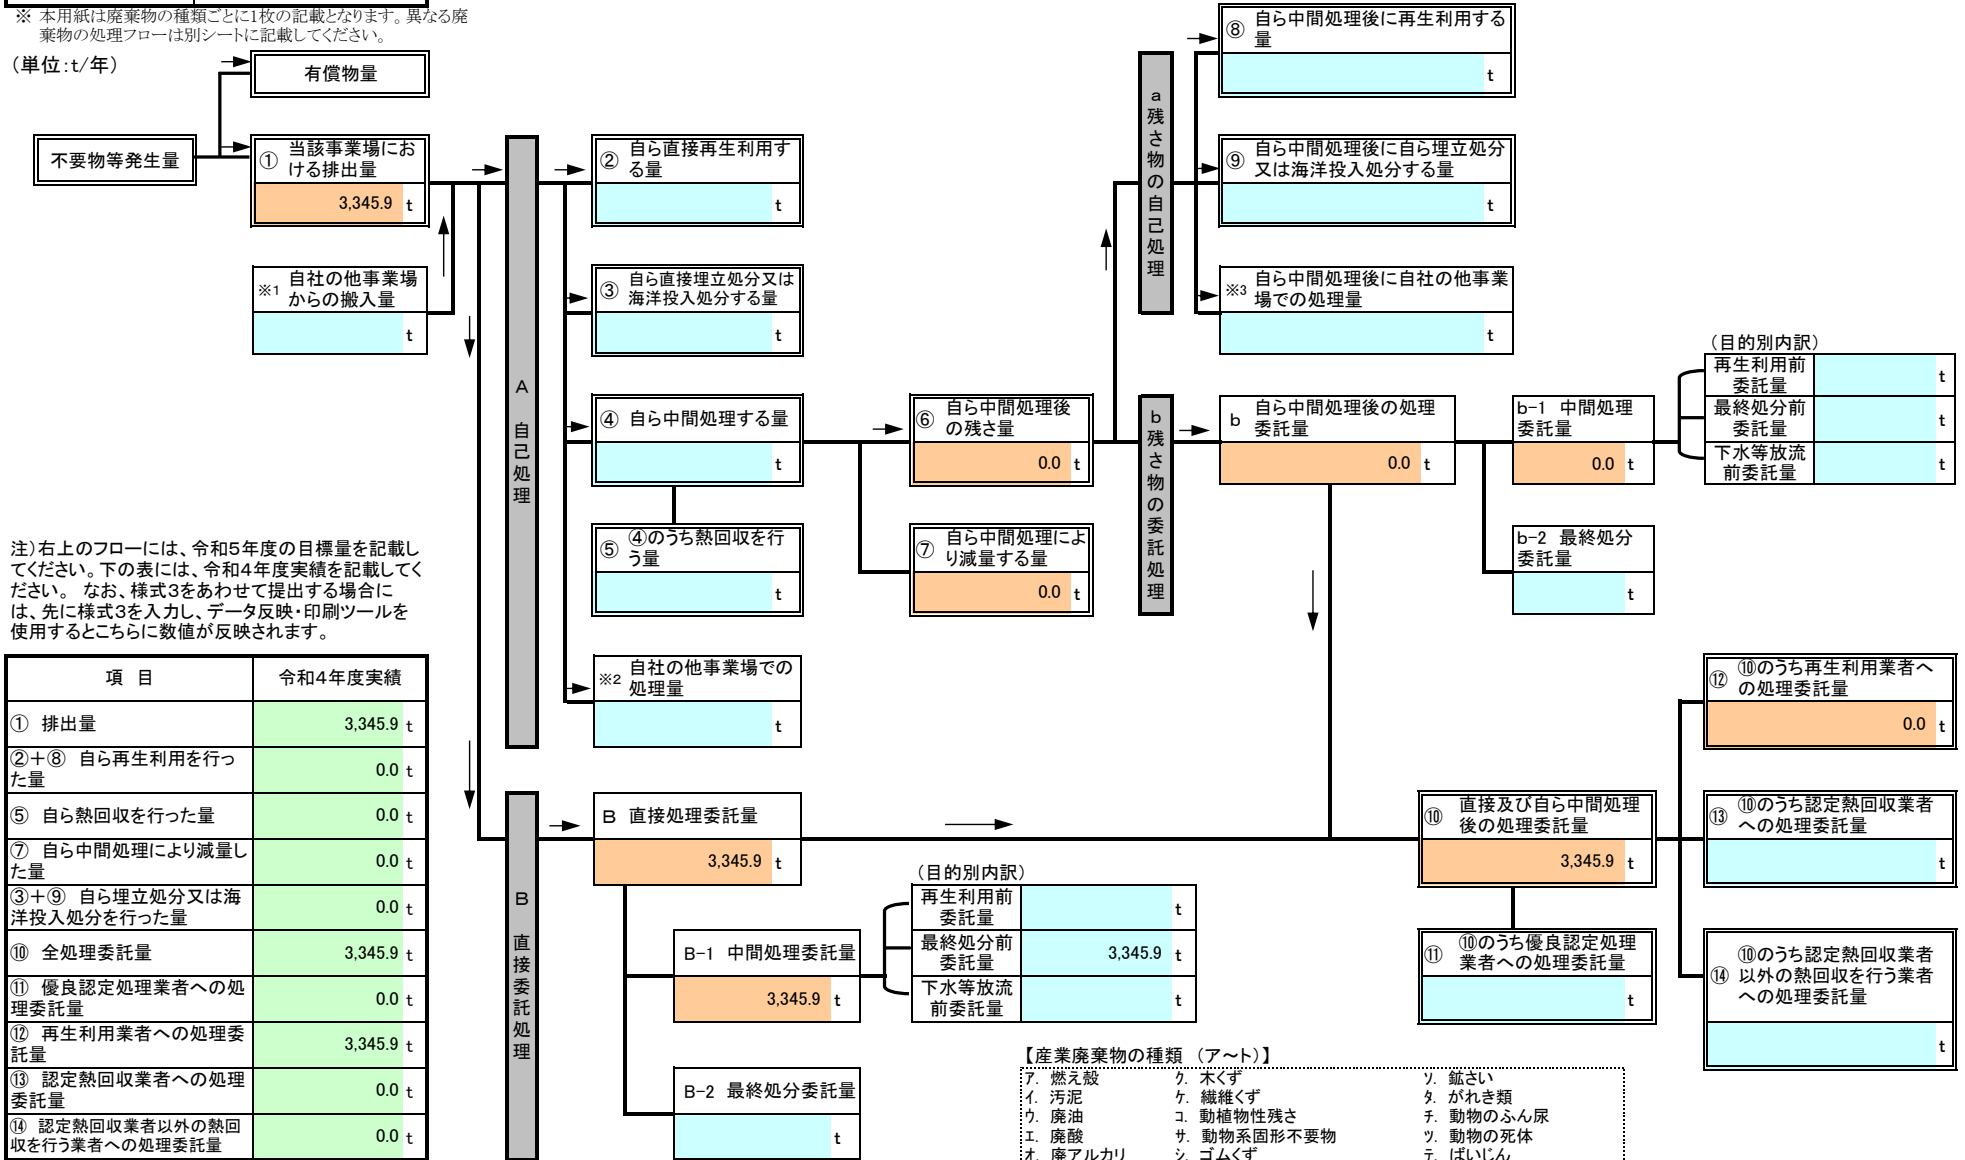 ※ 本用紙は廃棄物の種類ごとに1枚の記載となります。異なる廃
棄物の処理フローは別シートに記載してください。
（単位:t/年）
有償物量
不要物等発生量
① 当該事業場にお
ける排出量
3,345.9 t
※1 自社の他事業場
からの搬入量
t
A 自己処理
② 自ら直接再生利用す
る量
t
③ 自ら直接埋立処分又は
海洋投入処分する量
t
④ 自ら中間処理する量
t
⑤ ④のうち熱回収を行
う量
t
※2 自社の他事業場での
処理量
t
⑥ 自ら中間処理後
の残さ量
0.0 t
⑦ 自ら中間処理によ
り減量する量
0.0 t
a残さ物の自己処理
⑧ 自ら中間処理後に再生利用する
量
t
⑨ 自ら中間処理後に自ら埋立処分
又は海洋投入処分する量
t
※3 自ら中間処理後に自社の他事業
場での処理量
t
b残さ物の委託処理
b 自ら中間処理後の処理
委託量
0.0 t
b-1 中間処理
委託量
0.0 t
b-2 最終処分
委託量
t
（目的別内訳）
再生利用前
委託量
t
最終処分前
委託量
t
下水等放流
前委託量
t
注）右上のフローには、令和5年度の目標量を記載し
てください。下の表には、令和4年度実績を記載してく
ださい。 なお、様式3をあわせて提出する場合に
は、先に様式3を入力し、データ反映・印刷ツールを
使用するとこちらに数値が反映されます。
項 目 令和4年度実績
① 排出量 3,345.9 t
②＋⑧ 自ら再生利用を行っ
た量 0.0 t
⑤ 自ら熱回収を行った量 0.0 t
⑦ 自ら中間処理により減量し
た量 0.0 t
③＋⑨ 自ら埋立処分又は海
洋投入処分を行った量 0.0 t
⑩ 全処理委託量 3,345.9 t
⑪ 優良認定処理業者への処
理委託量 0.0 t
⑫ 再生利用業者への処理委
託量 3,345.9 t
⑬ 認定熱回収業者への処理
委託量 0.0 t
⑭ 認定熱回収業者以外の熱回
収を行う業者への処理委託量 0.0 t
B 直接委託処理
B 直接処理委託量
3,345.9 t
B-1 中間処理委託量
3,345.9 t
B-2 最終処分委託量
t
（目的別内訳）
再生利用前
委託量
t
最終処分前
委託量
3,345.9 t
下水等放流
前委託量
t
⑩ 直接及び自ら中間処理
後の処理委託量
3,345.9 t
⑪ ⑩のうち優良認定処理
業者への処理委託量
t
⑫ ⑩のうち再生利用業者へ
の処理委託量
0.0 t
⑬ ⑩のうち認定熱回収業者
への処理委託量
t
⑭ ⑩のうち認定熱回収業者
以外の熱回収を行う業者
への処理委託量
t
【産業廃棄物の種類 （ア～ト）】
ア. 燃え殻 ク. 木くず ソ. 鉱さい
イ. 汚泥 ケ. 繊維くず タ. がれき類
ウ. 廃油 コ. 動植物性残さ チ. 動物のふん尿
エ. 廃酸 サ. 動物系固形不要物 ツ. 動物の死体
オ. 廃アルカリ シ. ゴムくず テ. ばいじん